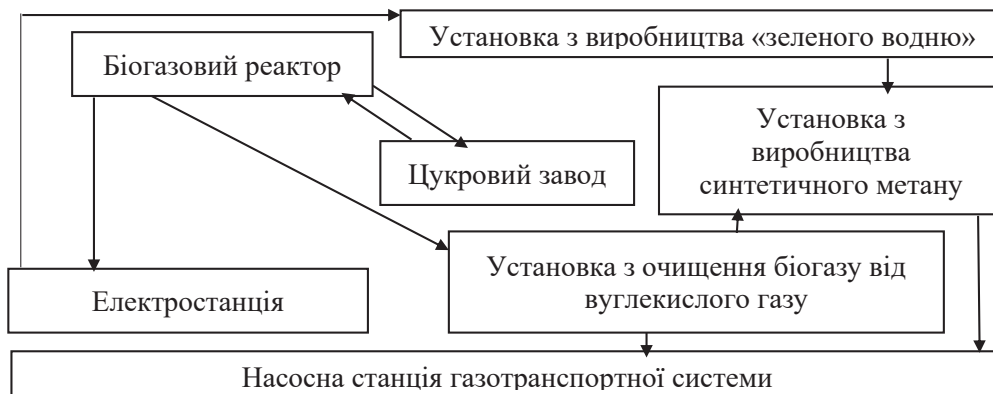 Установка з виробництва «зеленого водню»
Біогазовий реактор
Установка з
виробництва
синтетичного метану
Цукровий завод
Установка з очищення біогазу від
вуглекислого газу
Електростанція
Насосна станція газотранспортної системи